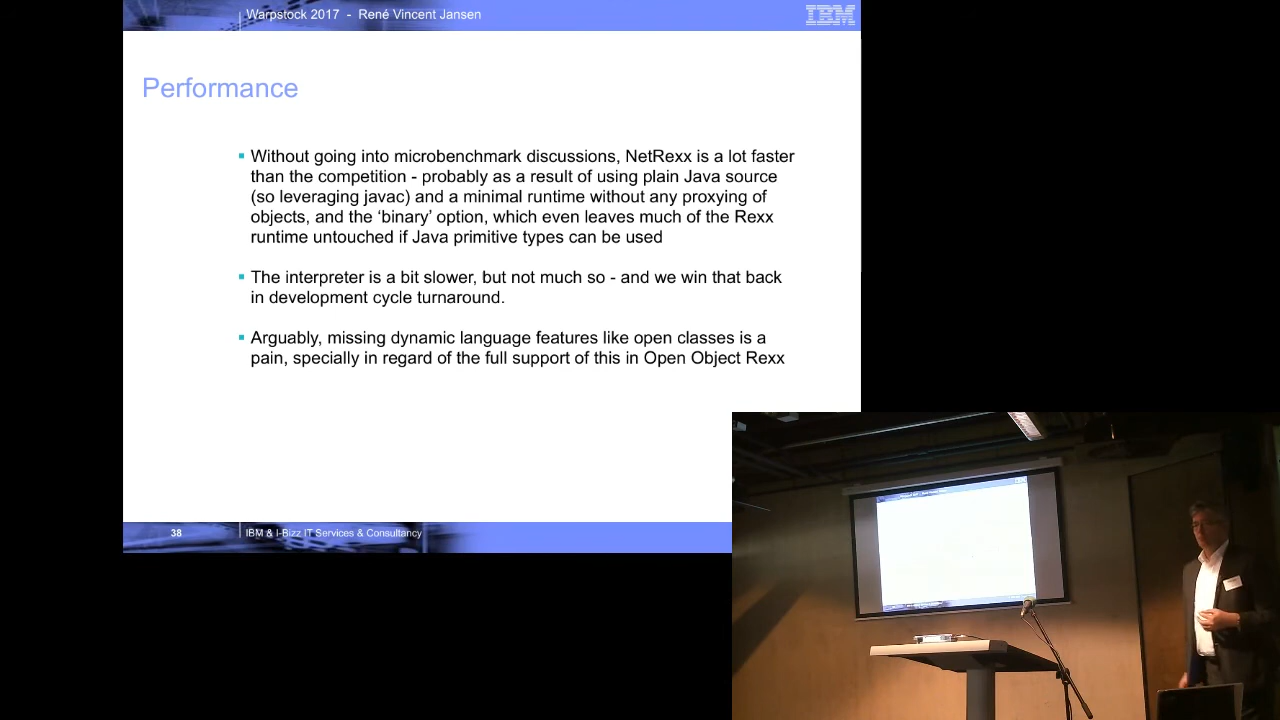 Warpstock 2017 - René Vincent Jansen
IBM
Performance
Without going into microbenchmark discussions, NetRexx is a lot faster
than the competition - probably as a result of using plain Java source
(so leveraging javac) and a minimal runtime without any proxying of
objects, and the ‘binary’ option, which even leaves much of the Rexx
runtime untouched if Java primitive types can be used
The interpreter is a bit slower, but not much so - and we win that back
in development cycle turnaround.
Arguably, missing dynamic language features like open classes is a
pain, specially in regard of the full support of this in Open Object Rexx
38
IBM & I-Bizz IT Services & Consultancy